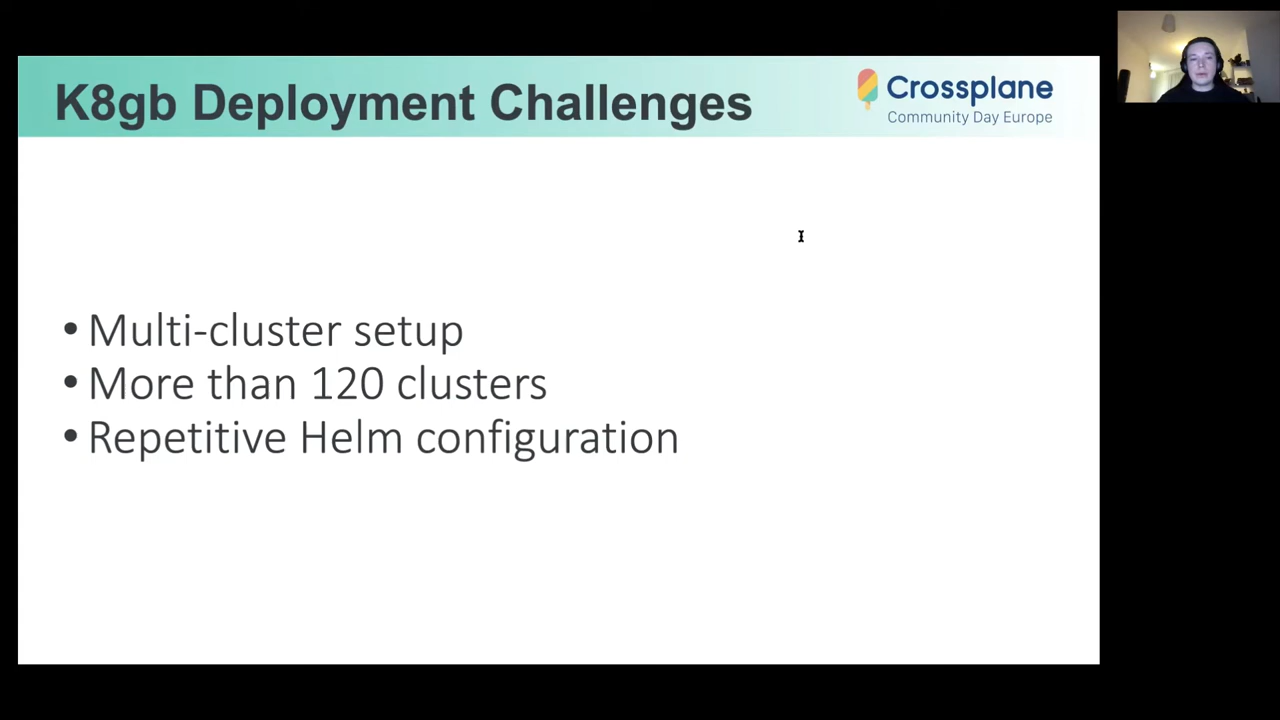 K8gb Deployment Challenges
Crossplane
Community Day Europe
• Multi-cluster setup
• More than 120 clusters
• Repetitive Helm configuration